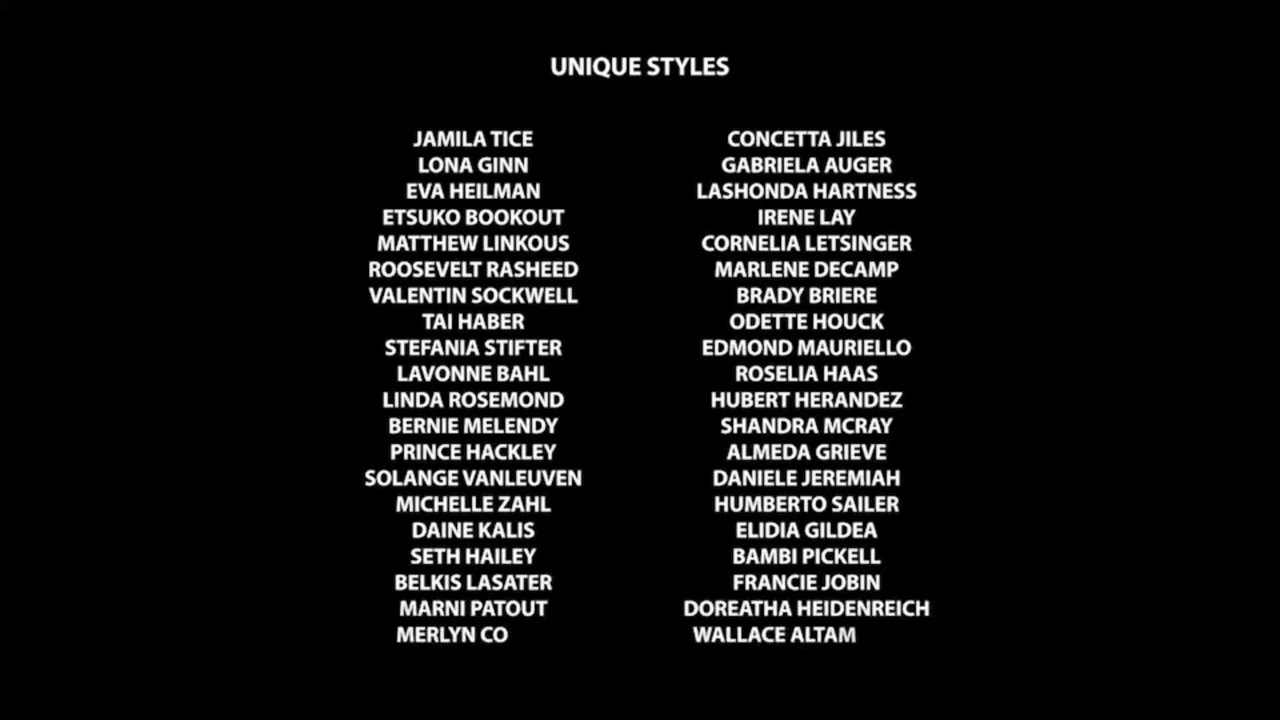 UNIQUE STYLES
JAMILA TICE
LONA GINN
EVA HEILMAN
ETSUKO BOOKOUT
MATTHEW LINKOUS
ROOSEVELT RASHEED
VALENTIN SOCKWELL
TAI HABER
STEFANIA STIFTER
LAVONNE BAHL
LINDA ROSEMOND
BERNIE MELENDY
PRINCE HACKLEY
SOLANGE VANLEUVEN
MICHELLE ZAHL
DAINE KALIS
SETH HAILEY
BELKIS LASATER
MARNI PATOUT
MERLYN CO
CONCETTA JILES
GABRIELA AUGER
LASHONDA HARTNESS
IRENE LAY
CORNELIA LETSINGER
MARLENE DECAMP
BRADY BRIERE
ODETTE HOUCK
EDMOND MAURIELLO
ROSELIA HAAS
HUBERT HERANDEZ
SHANDRA MCRAY
ALMEDA GRIEVE
DANIELE JEREMIAH
HUMBERTO SAILER
ELIDIA GILDEA
BAMBI PICKELL
FRANCIE JOBIN
DOREATHA HEIDENREICH
WALLACE ALTAM